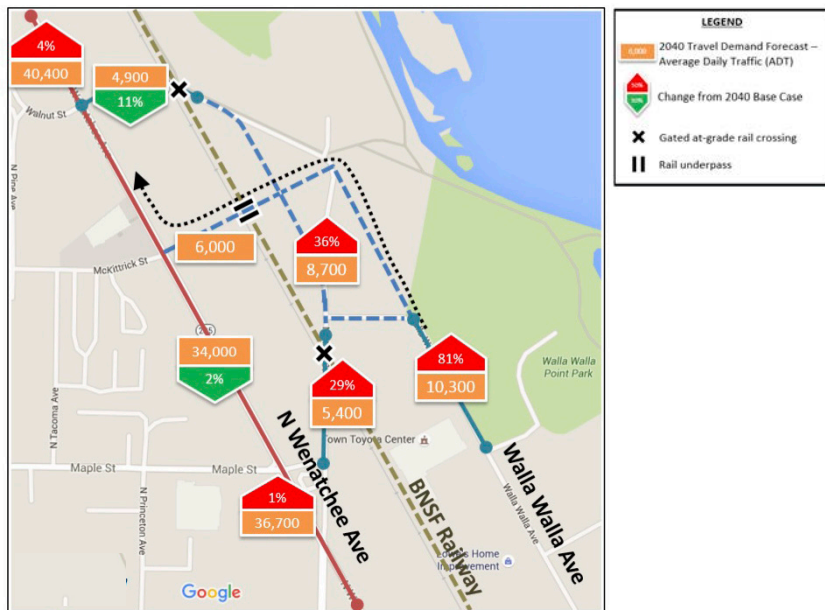 4%
40,400
4,900
11%
Walnut St
N Pine Ave
6,000
McKittrick St
36%
8,700
34,000
2%
29%
5,400
81%
10,300
Walla Walla
Point Park
N Tacoma Ave
Town Toyota Center
Maple St
Maple St
N Princeton Ave
1%
36,700
N Wenatchee Ave
BNSF Railway
Walla Walla Ave
Walla Walla Ave
Lowe's Home
Improvement
Google
LEGEND
6,000
2040 Travel Demand Forecast –
Average Daily Traffic (ADT)
Change from 2040 Base Case
Gated at-grade rail crossing
Rail underpass